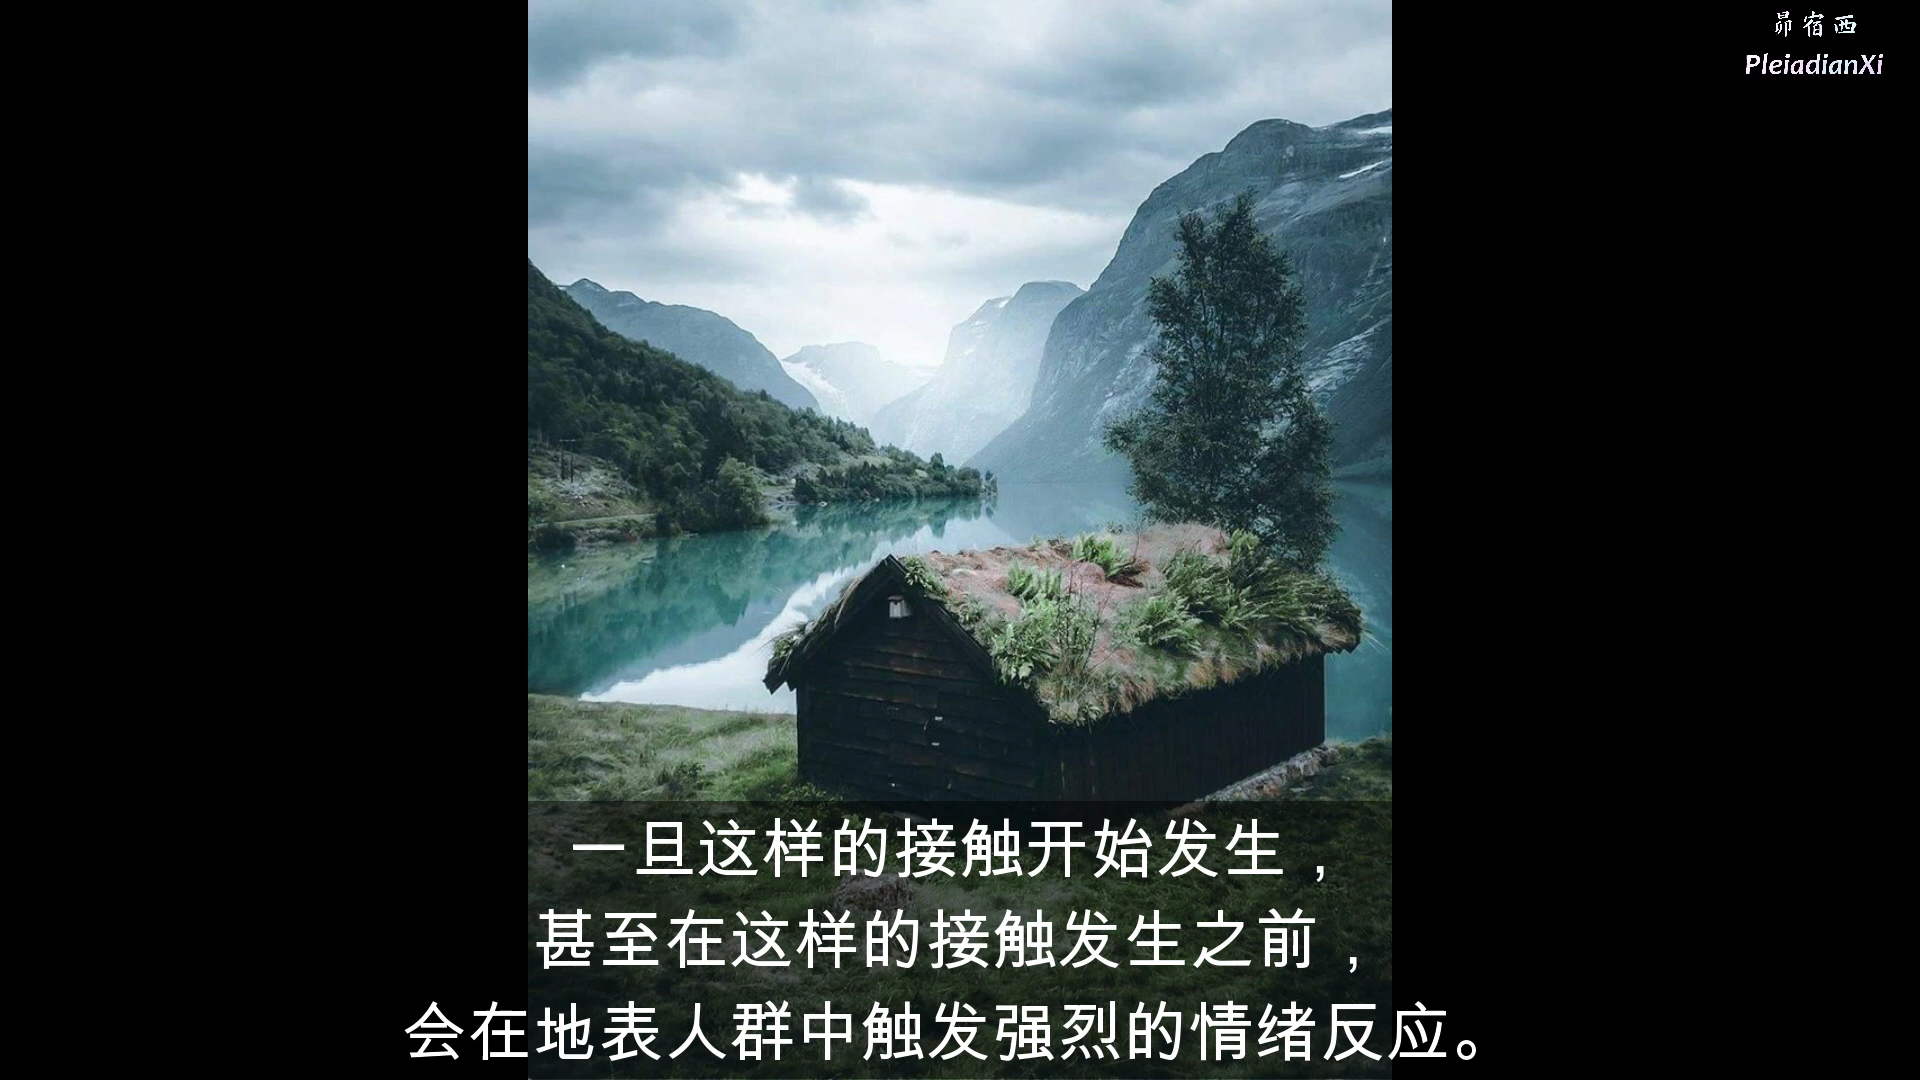 昴宿西
PleiadianXi
一旦这样的接触开始发生，
甚至在这样的接触发生之前，
会在地表人群中触发强烈的情绪反应。